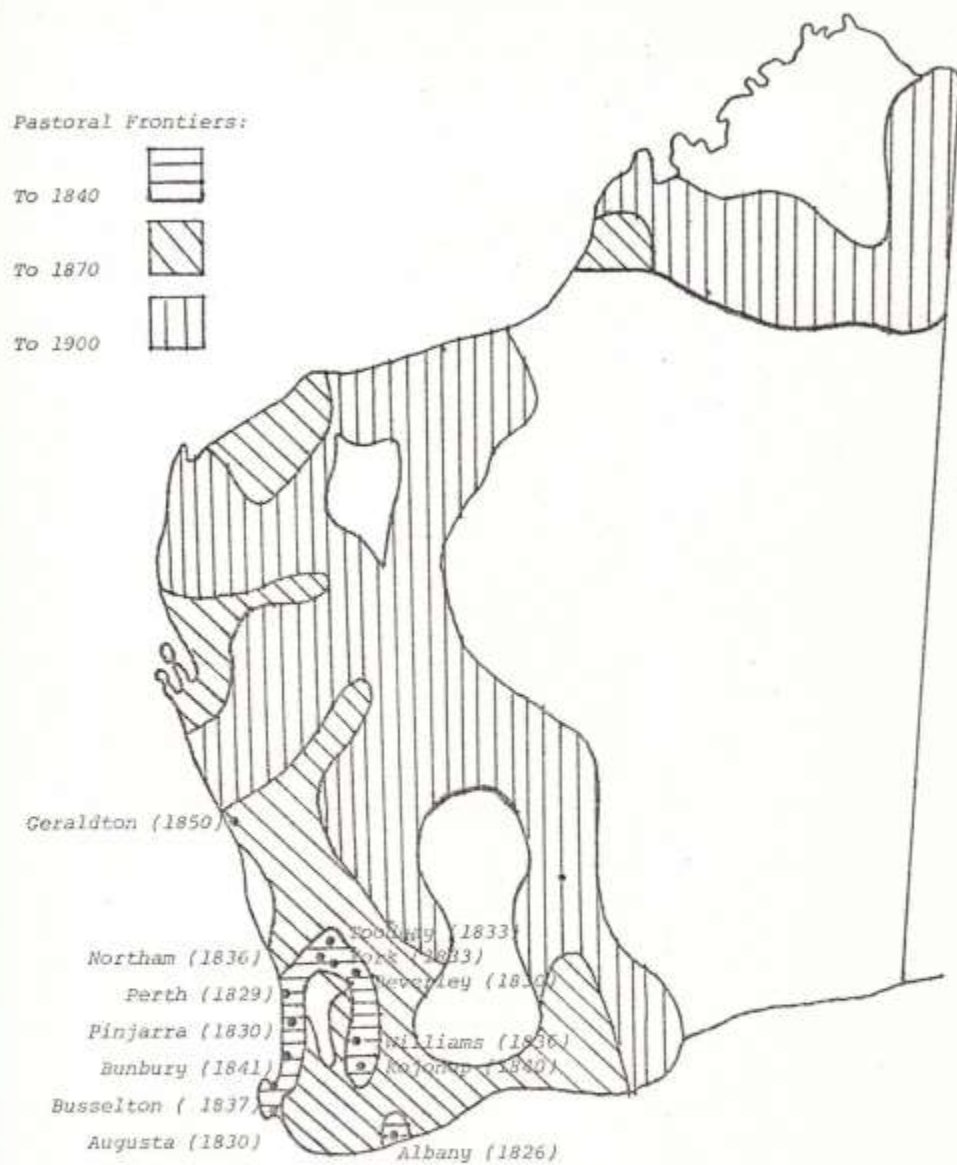 Pastoral Frontiers:
To 1840
To 1870
To 1900
Geraldton (1850)
Toodyay (1833)
Northam (1836)
York (1833)
Beverley (1830)
Perth (1829)
Pinjarra (1830)
Williams (1836)
Bunbury (1841)
Kojonup (1840)
Busselton ( 1837)
Augusta (1830)
Albany (1826)